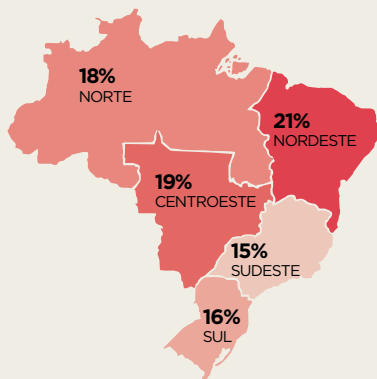 18%
NORTE
21%
NORDESTE
19%
CENTROESTE
15%
SUDESTE
16%
SUL